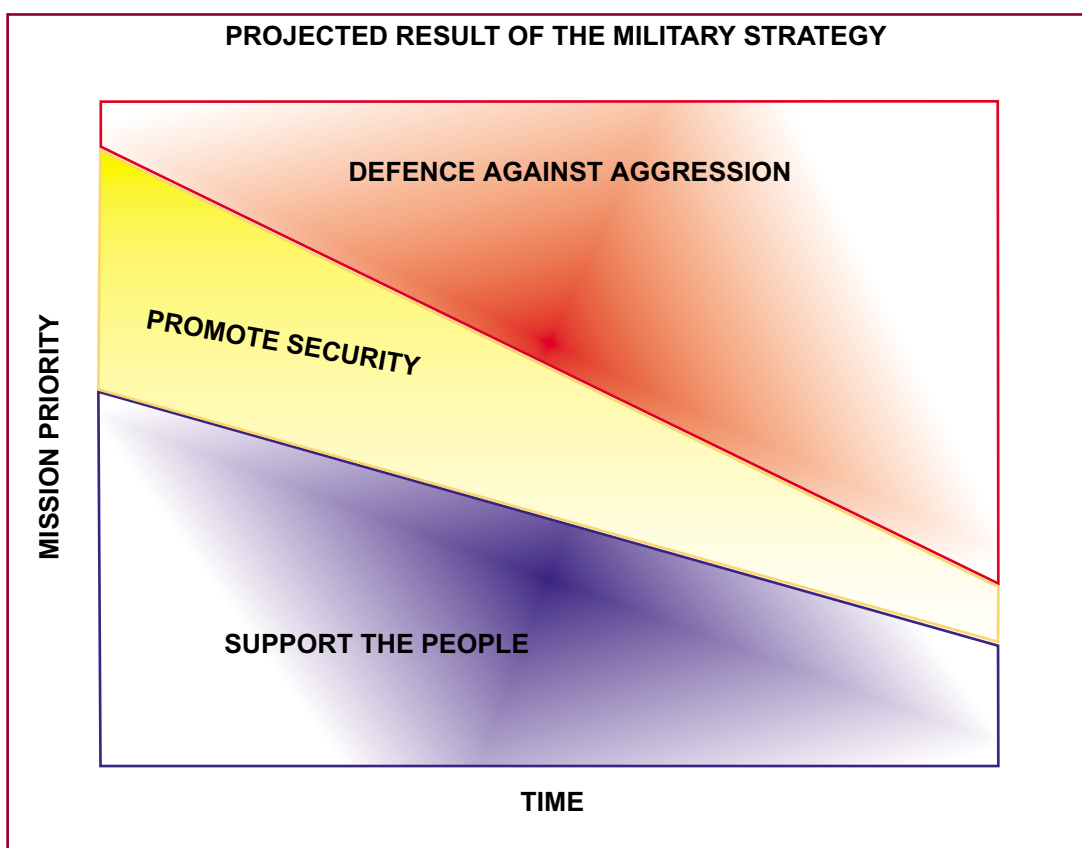 PROJECTED RESULT OF THE MILITARY STRATEGY
DEFENCE AGAINST AGGRESSION
PROMOTE SECURITY
MISSION PRIORITY
SUPPORT THE PEOPLE
TIME